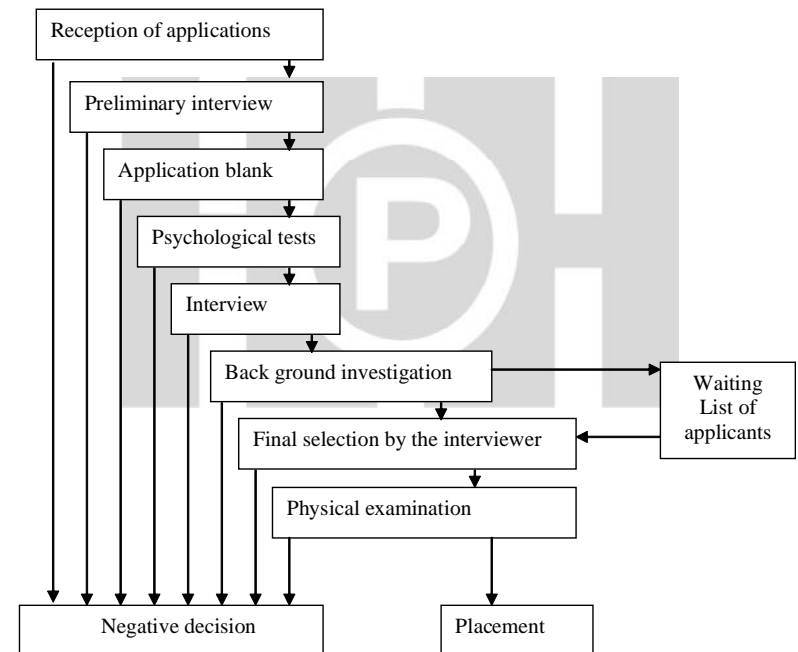 Reception of applications
Preliminary interview
Application blank
Psychological tests
Interview
Back ground investigation
Waiting
List of
applicants
Final selection by the interviewer
Physical examination
Negative decision
Placement
HPH